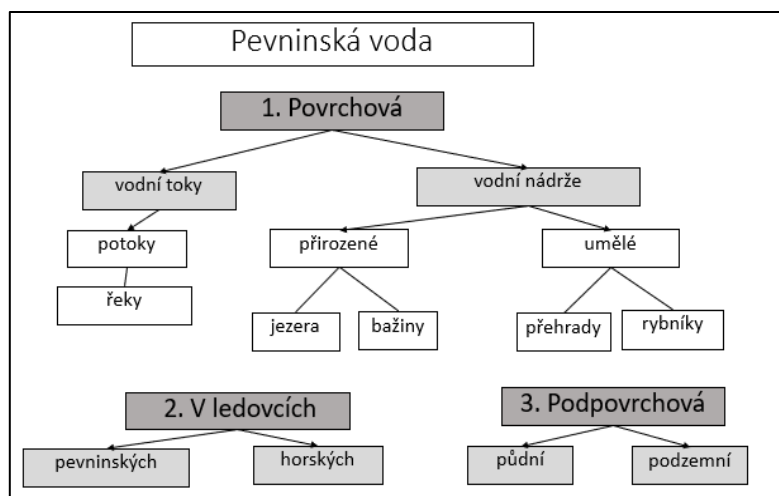 Pevninská voda
1. Povrchová
vodní toky
vodní nádrže
potoky
přirozené
umělé
řeky
jezera
bažiny
přehrady
rybníky
2. V ledovcích
3. Podpovrchová
pevninských
horských
půdní
podzemní